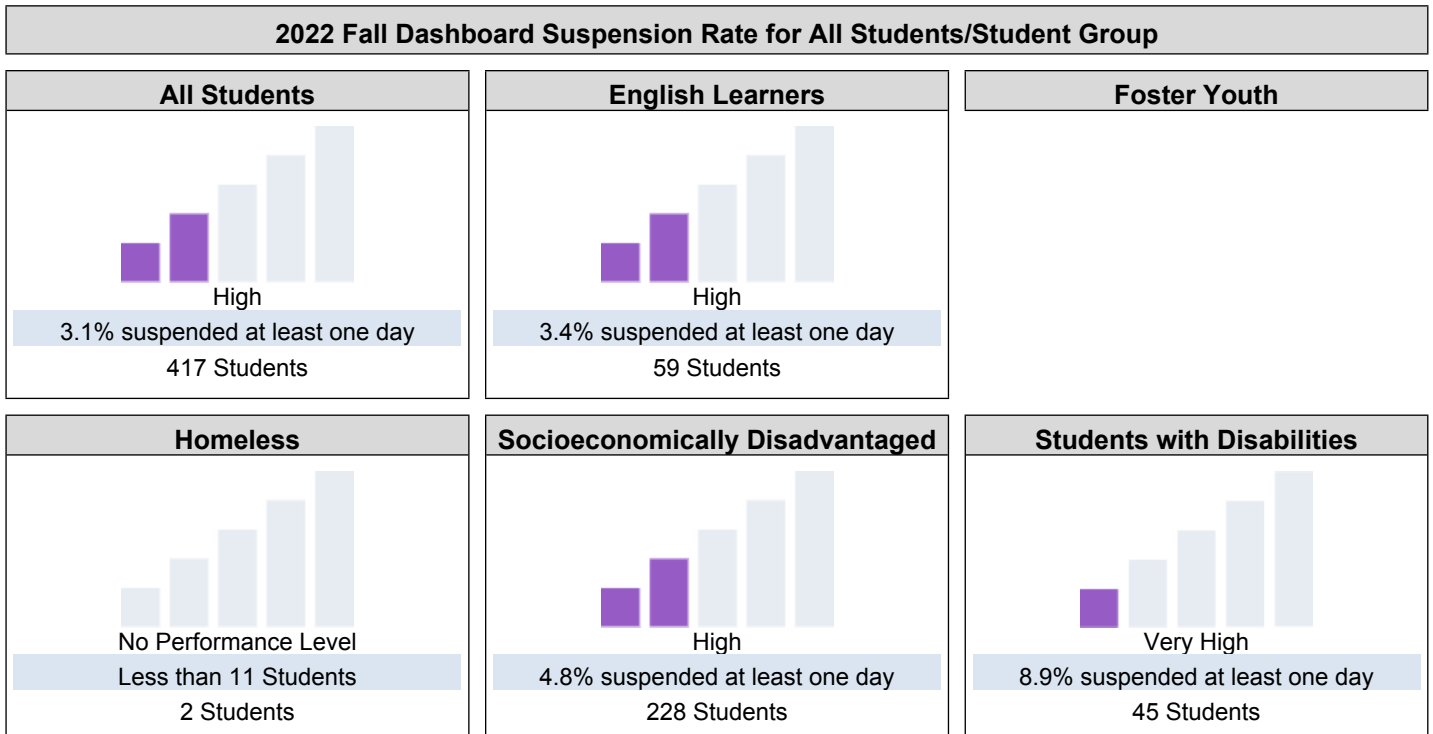 2022 Fall Dashboard Suspension Rate for All Students/Student Group
All Students
High
3.1% suspended at least one day
417 Students
English Learners
High
3.4% suspended at least one day
59 Students
Foster Youth
Homeless
No Performance Level
Less than 11 Students
2 Students
Socioeconomically Disadvantaged
High
4.8% suspended at least one day
228 Students
Students with Disabilities
Very High
8.9% suspended at least one day
45 Students